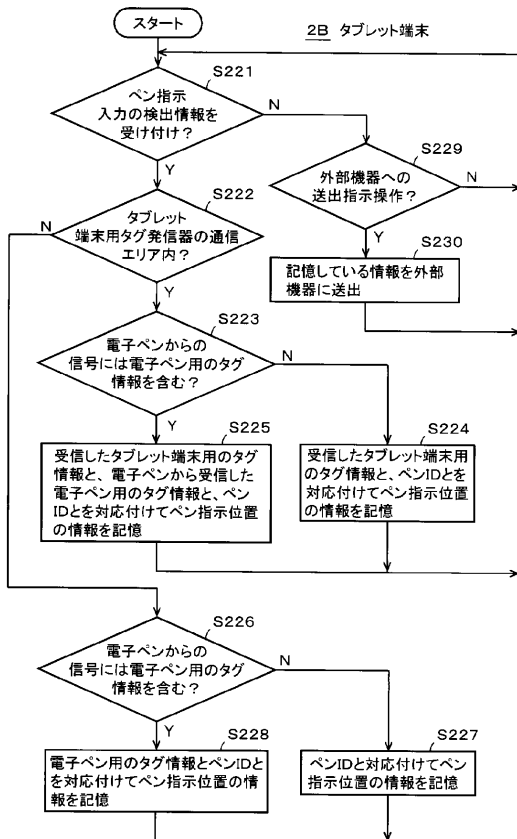 スタート
2B タブレット端末
S221
ペン指示
入力の検出情報を
受け付け？
N
Y
S229
外部機器への
送出指示操作？
N
Y
S222
タブレット
端末用タグ発信器の通信
エリア内？
N
Y
S230
記憶している情報を外部
機器に送出
S223
電子ペンからの
信号には電子ペン用のタグ
情報を含む？
N
Y
S225
受信したタブレット端末用のタグ
情報と、電子ペンから受信した
電子ペン用のタグ情報と、ペン
IDとを対応付けてペン指示位置
の情報を記憶
S224
受信したタブレット端末用
のタグ情報と、ペンIDとを
対応付けてペン指示位置
の情報を記憶
S226
電子ペンからの
信号には電子ペン用のタグ
情報を含む？
N
Y
S228
電子ペン用のタグ情報とペンIDと
を対応付けてペン指示位置の情
報を記憶
S227
ペンIDと対応付けてペン
指示位置の情報を記憶